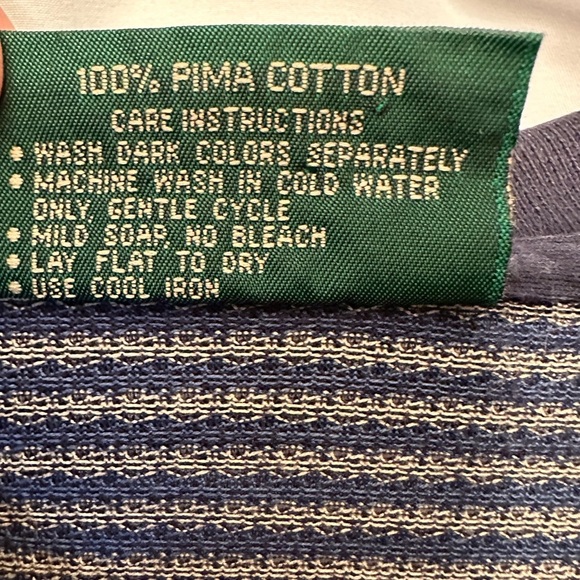 100% PIMA COTTON
CARE INSTRUCTIONS
• WASH DARK COLORS SEPARATELY
• MACHINE WASH IN COLD WATER
ONLY, GENTLE CYCLE
• MILD SOAP, NO BLEACH
• LAY FLAT TO DRY
• USE COOL IRON